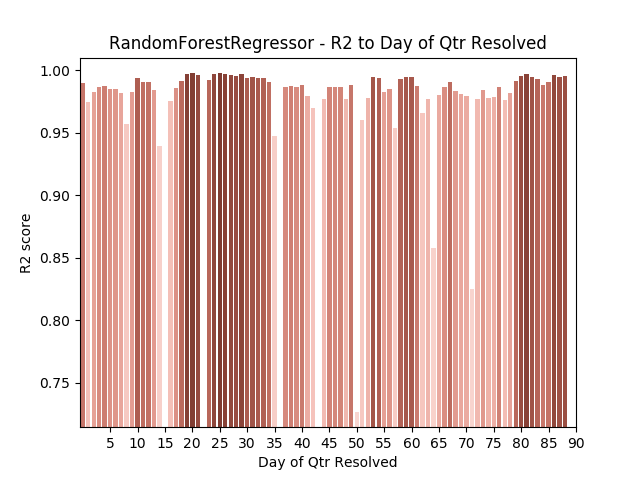 RandomForestRegressor - R2 to Day of Qtr Resolved
1.00
0.95
0.90
0.85
0.80
0.75
R2 score
5 10 15 20 25 30 35 40 45 50 55 60 65 70 75 80 85 90
Day of Qtr Resolved